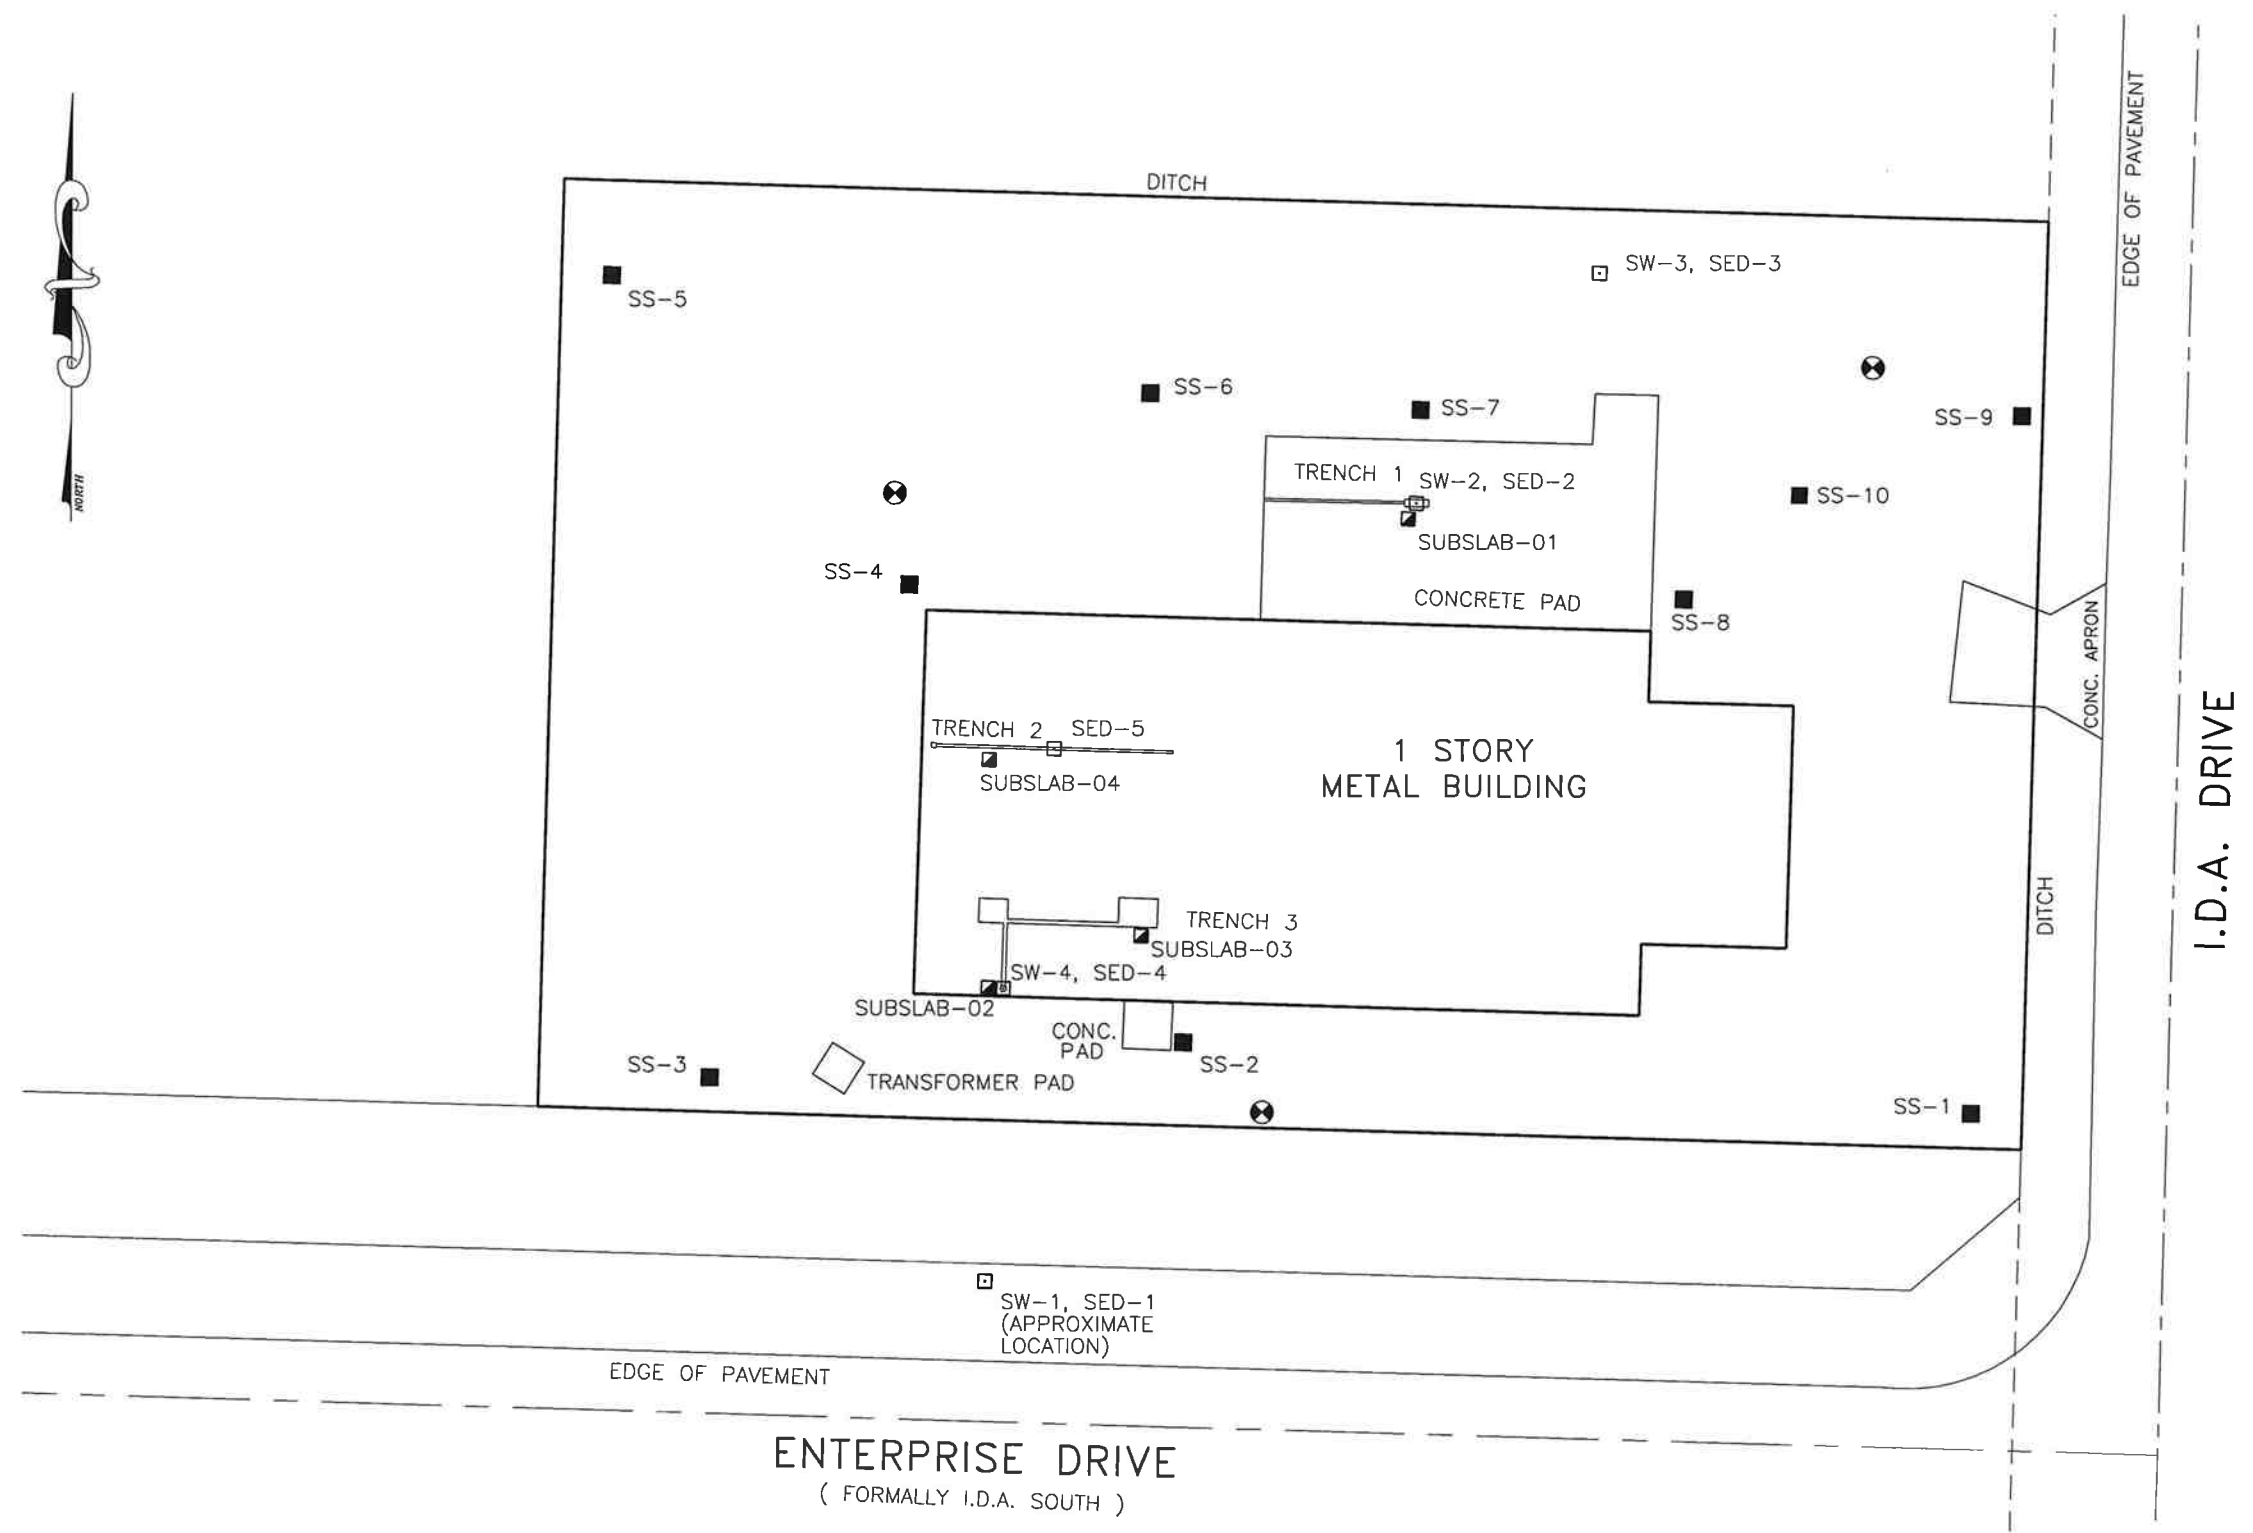 DITCH
EDGE OF PAVEMENT
NORTH
SS-5
SW-3, SED-3
SS-6
SS-7
SS-9
TRENCH 1
SW-2, SED-2
SS-10
SUBSLAB-01
SS-4
CONCRETE PAD
SS-8
CONC. APRON
TRENCH 2
SED-5
SUBSLAB-04
1 STORY
METAL BUILDING
I.D.A. DRIVE
DITCH
TRENCH 3
SUBSLAB-03
SW-4, SED-4
SUBSLAB-02
CONC.
PAD
SS-2
SS-3
TRANSFORMER PAD
SS-1
SW-1, SED-1
(APPROXIMATE
LOCATION)
EDGE OF PAVEMENT
ENTERPRISE DRIVE
( FORMALLY I.D.A. SOUTH )